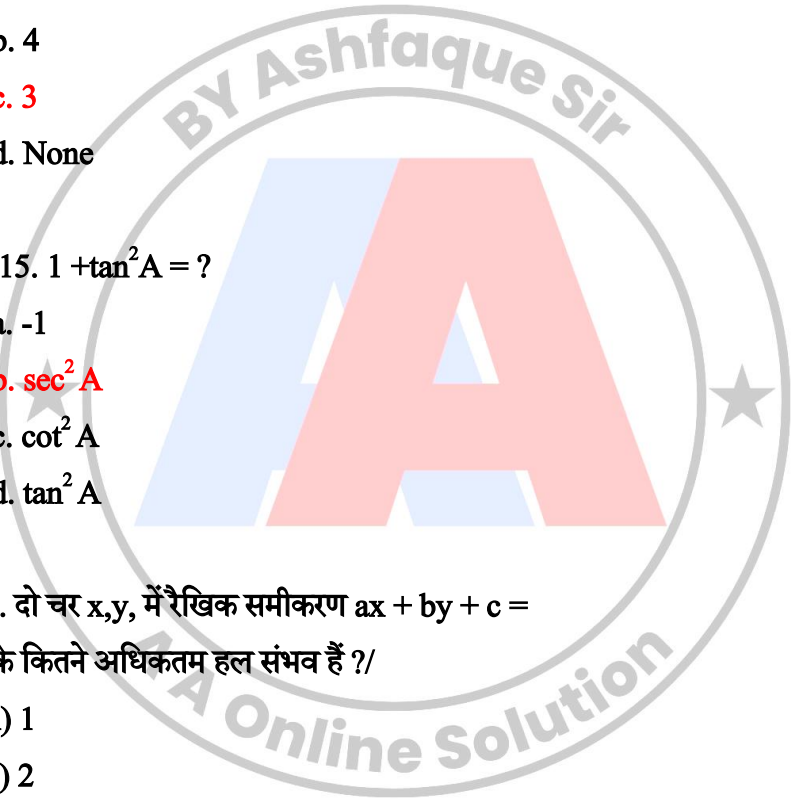 BY Ashfaque Sir
b. 4
c. 3
d. None
15. 1 +tan²A = ?
a. -1
b. sec² A
c. cot² A
d. tan² A
. दो चर x,y, में रैखिक समीकरण ax + by + c =
के कितने अधिकतम हल संभव हैं ?/
) 1
) 2
A A Online Solution